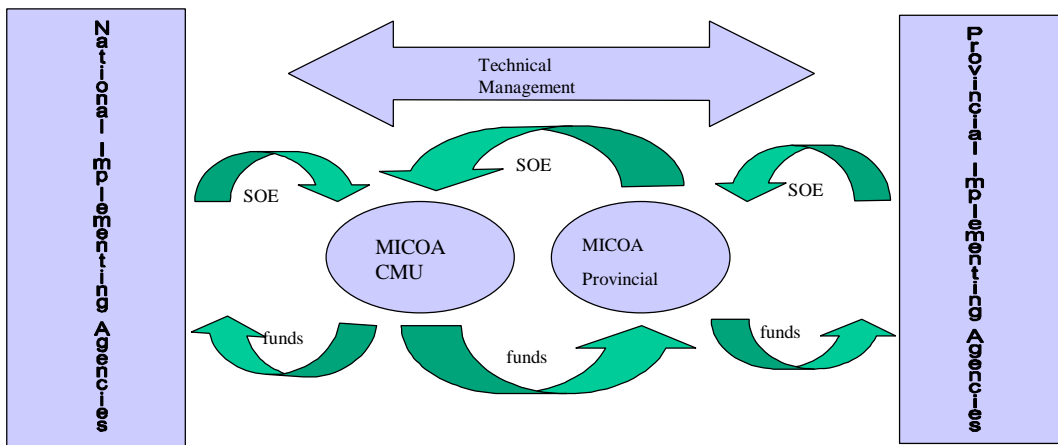 National Implementing Agencies
Technical
Management
Provincial Implementing Agencies
SOE
SOE
SOE
MICOA
CMU
MICOA
Provincial
funds
funds
funds